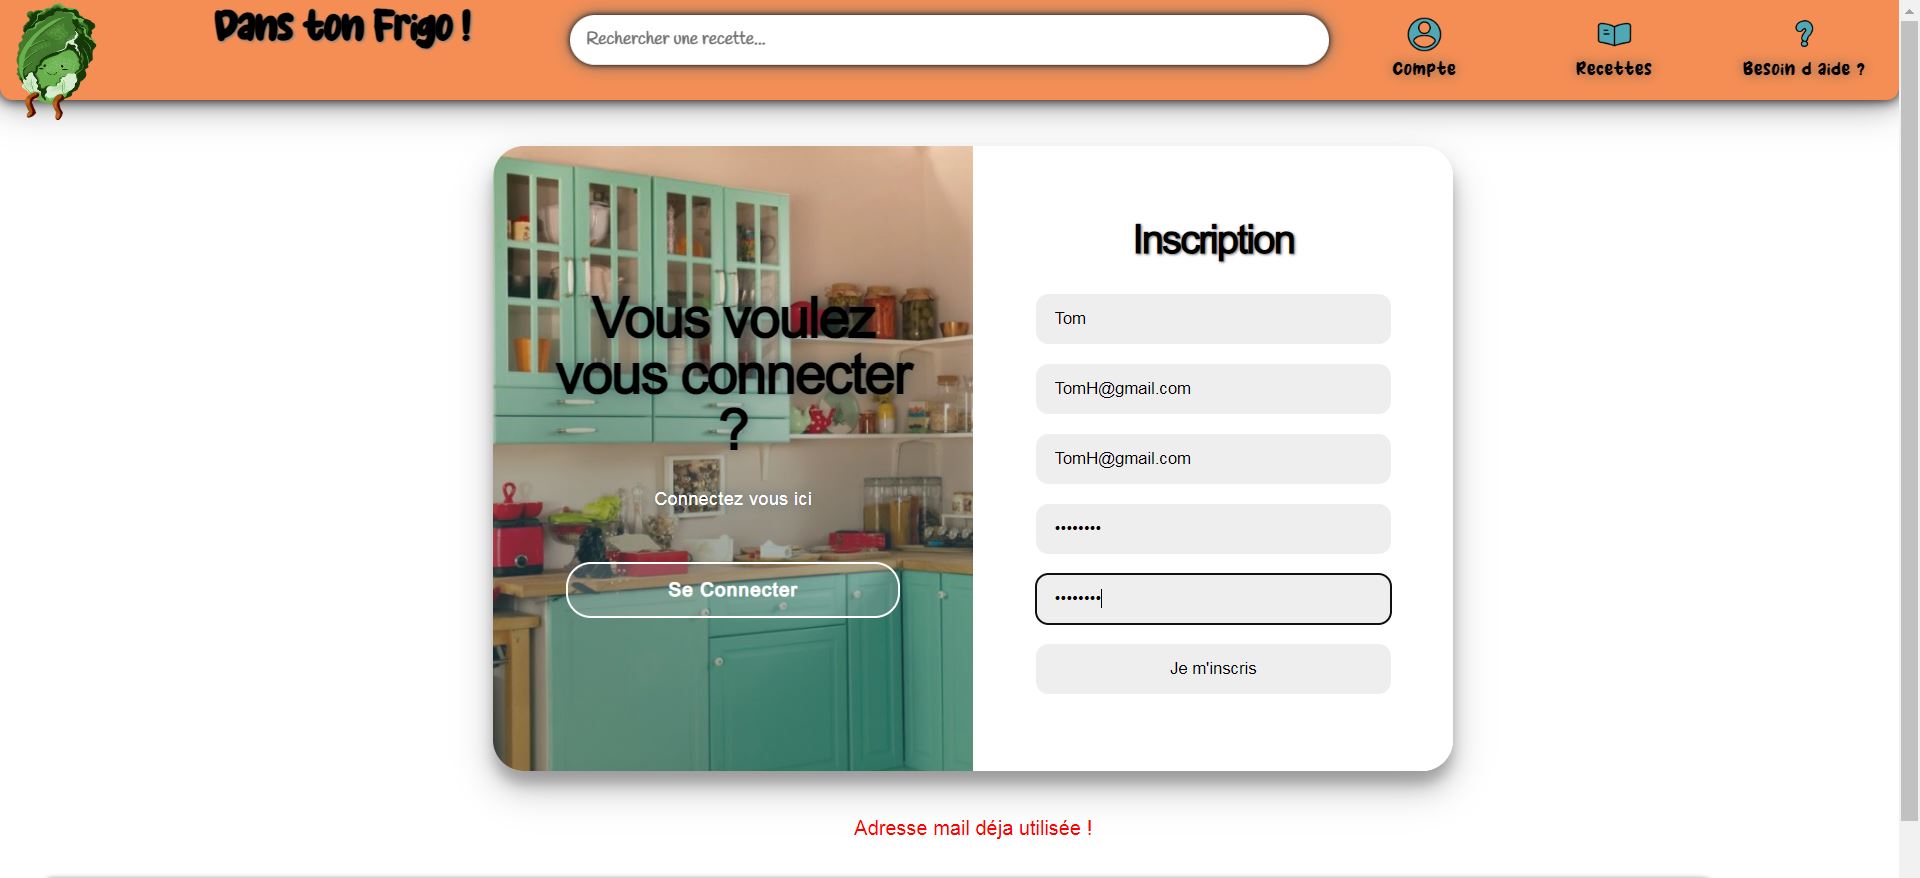 Dans ton Frigo !
Rechercher une recette...
Compte
Recettes
Besoin d aide ?
Vous voulez
vous connecter
?
Connectez vous ici
Se Connecter
Inscription
Tom
TomH@gmail.com
TomH@gmail.com
••••••••
••••••••
Je m'inscris
Adresse mail déja utilisée !